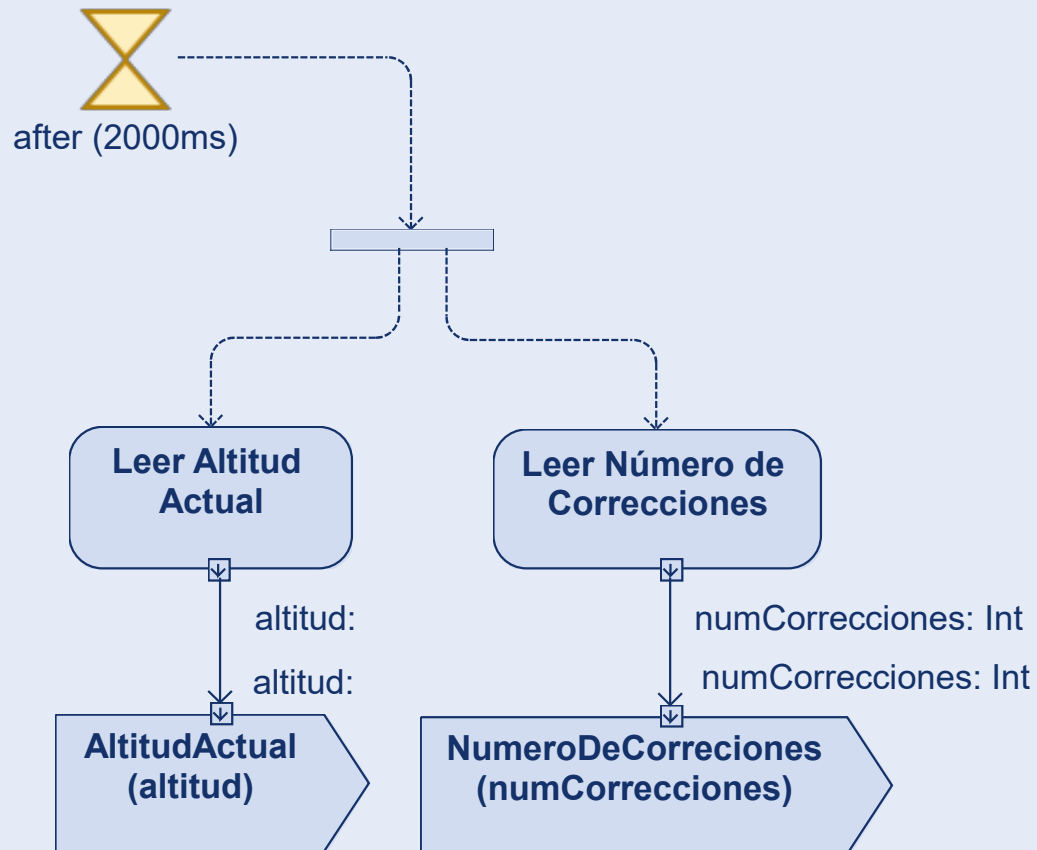 after (2000ms)
Leer Altitud
Actual
Leer Número de
Correcciones
altitud:
numCorrecciones: Int
altitud:
numCorrecciones: Int
AltitudActual
(altitud)
NumeroDeCorreciones
(numCorrecciones)